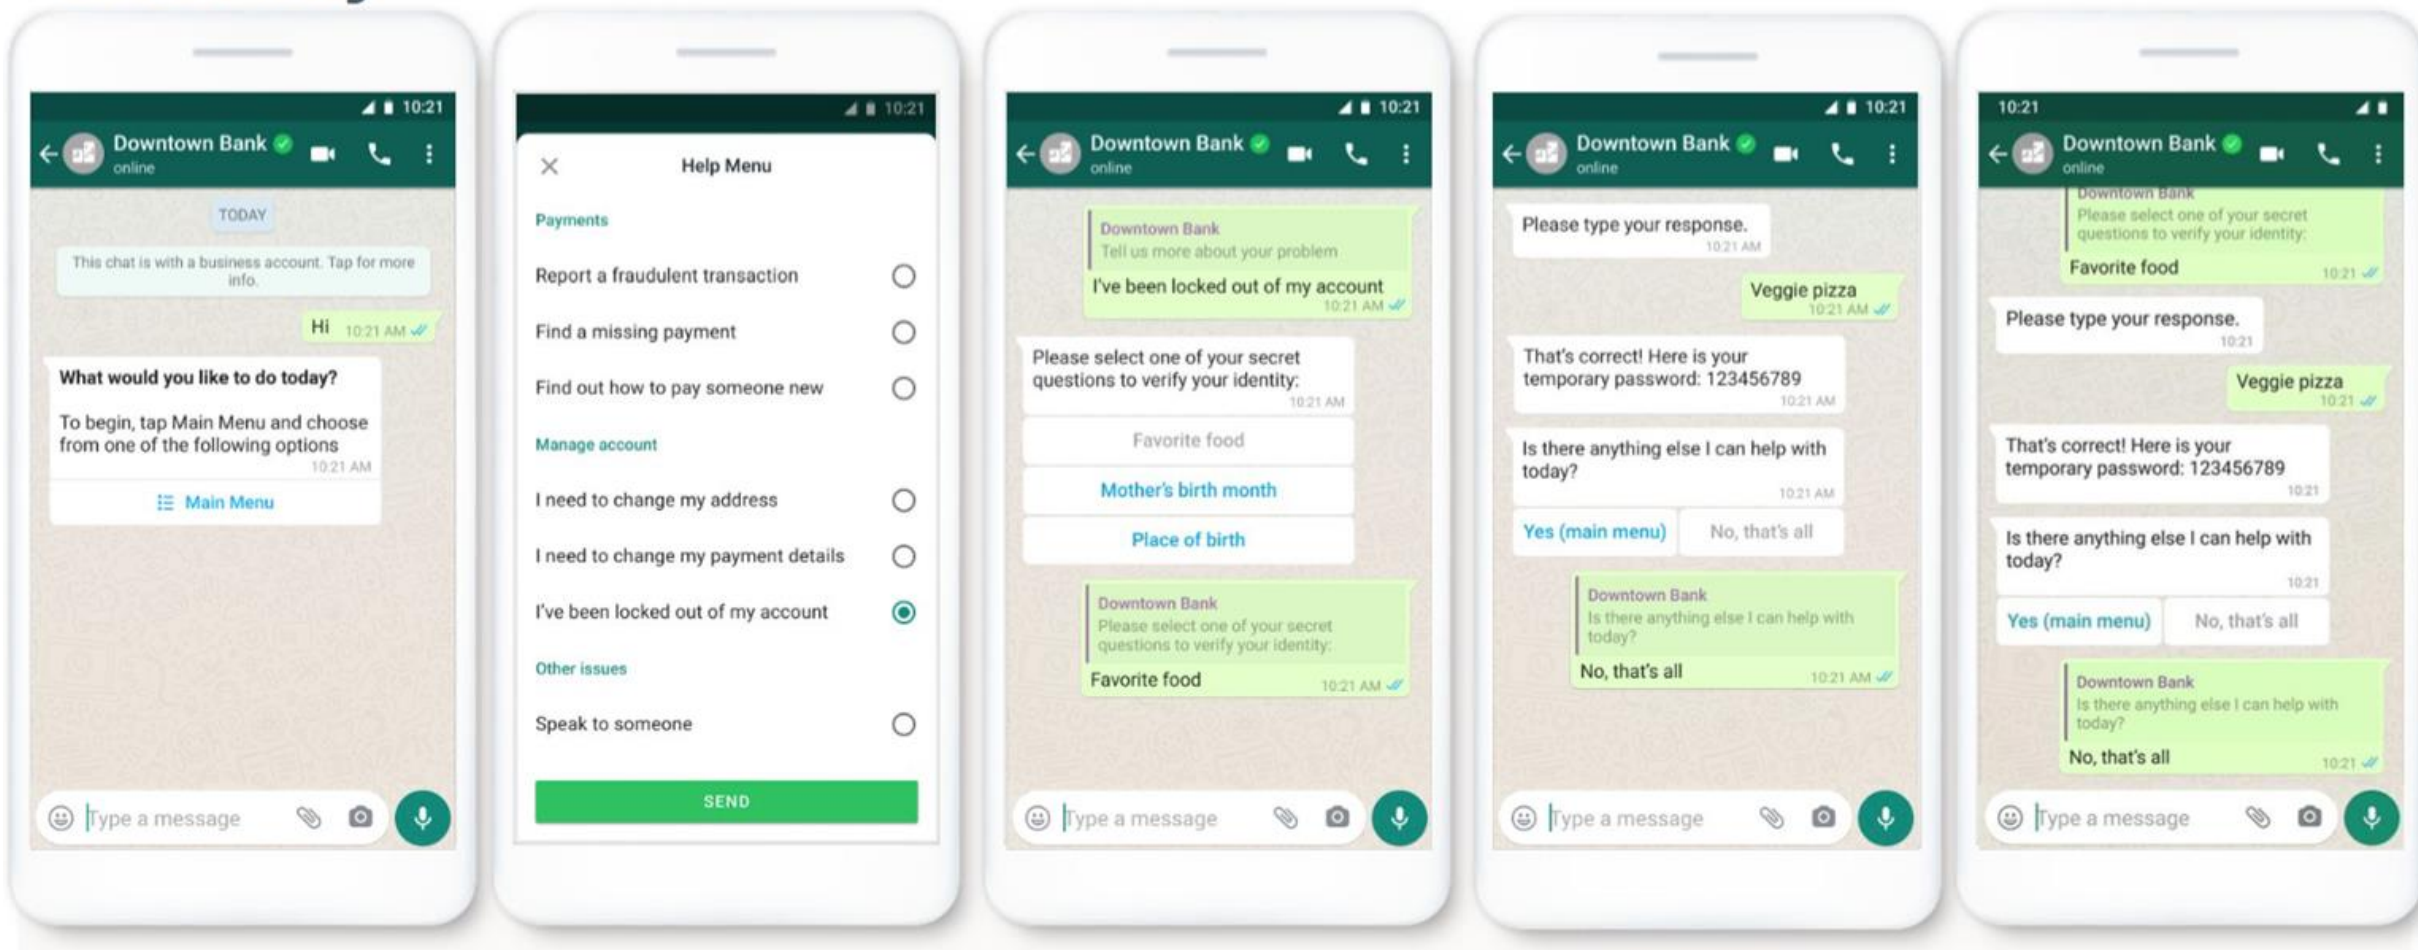 10:21
Downtown Bank
online
TODAY
This chat is with a business account. Tap for more
info.
Hi 10:21 AM
What would you like to do today?
To begin, tap Main Menu and choose
from one of the following options
10:21 AM
Main Menu
Type a message
10:21
Help Menu
Payments
Report a fraudulent transaction
Find a missing payment
Find out how to pay someone new
Manage account
I need to change my address
I need to change my payment details
I've been locked out of my account
Other issues
Speak to someone
SEND
10:21
Downtown Bank
online
Downtown Bank
Tell us more about your problem
I've been locked out of my account
10:21 AM
Please select one of your secret
questions to verify your identity:
10:21 AM
Favorite food
Mother's birth month
Place of birth
Downtown Bank
Please select one of your secret
questions to verify your identity:
Favorite food 10:21 AM
Type a message
10:21
Downtown Bank
online
Please type your response.
10:21 AM
Veggie pizza
10:21 AM
That's correct! Here is your
temporary password: 123456789
10:21 AM
Is there anything else I can help with
today?
10:21 AM
Yes (main menu) No, that's all
Downtown Bank
Is there anything else I can help with
today?
No, that's all 10:21 AM
Type a message
10:21
Downtown Bank
online
Downtown Bank
Please select one of your secret
questions to verify your identity:
Favorite food 10:21
Please type your response.
10:21
Veggie pizza
10:21
That's correct! Here is your
temporary password: 123456789
10:21
Is there anything else I can help with
today?
10:21
Yes (main menu) No, that's all
Downtown Bank
Is there anything else I can help with
today?
No, that's all 10:21
Type a message